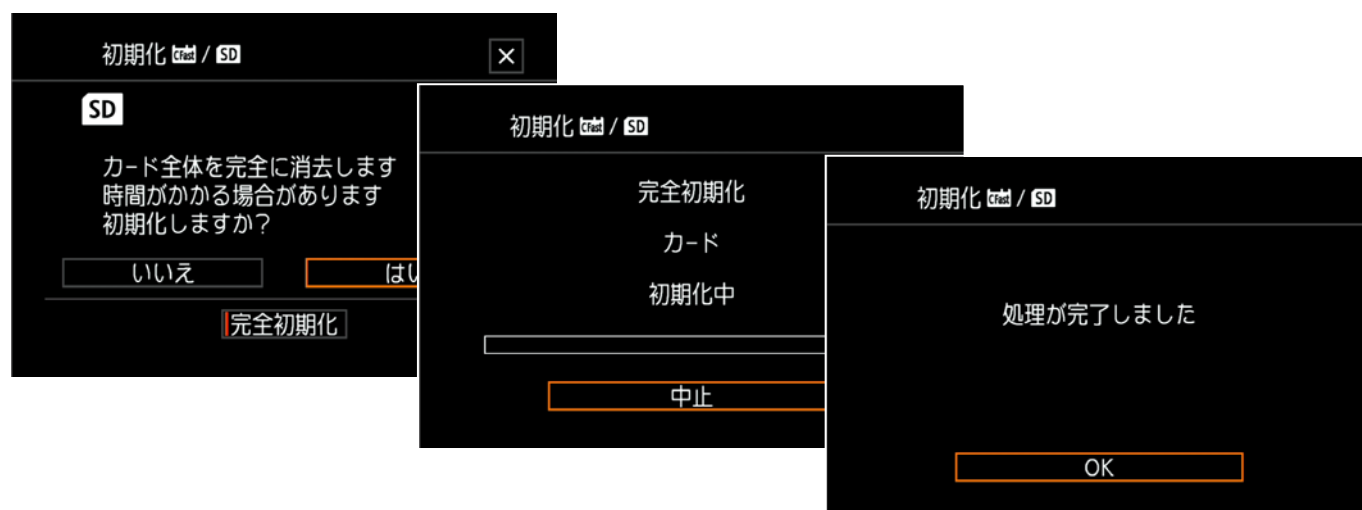 初期化 CFast / SD
SD
カード全体を完全に消去します
時間がかかる場合があります
初期化しますか?
いいえ
はい
完全初期化
初期化 CFast / SD
完全初期化
カード
初期化中
中止
初期化 CFast / SD
処理が完了しました
OK